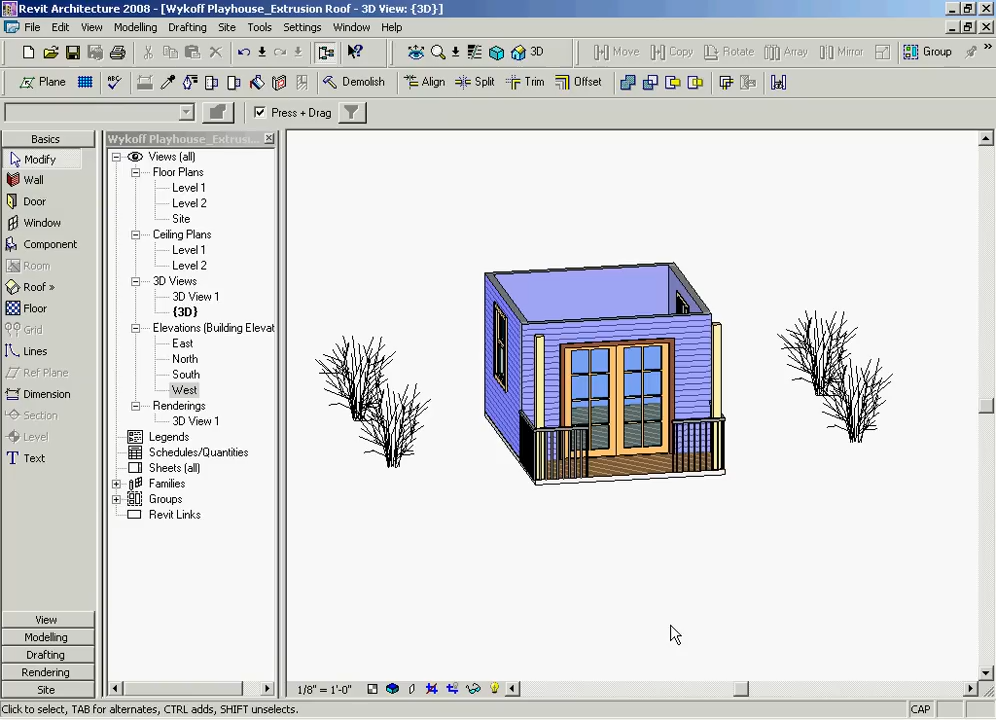 Revit Architecture 2008 - [Wykoff Playhouse_Extrusion Roof - 3D View: {3D}]
File Edit View Modelling Drafting Site Tools Settings Window Help
3D Move Copy Rotate Array Mirror Group
Plane Demolish Align Split Trim Offset
Press + Drag
Basics
Modify
Wall
Door
Window
Component
Room
Roof »
Floor
Grid
Lines
Ref Plane
Dimension
Section
Level
Text
View
Modelling
Drafting
Rendering
Site
Wykoff Playhouse_Extrusi...
Views (all)
Floor Plans
Level 1
Level 2
Site
Ceiling Plans
Level 1
Level 2
3D Views
3D View 1
{3D}
Elevations (Building Elevat
East
North
South
West
Renderings
3D View 1
Legends
Schedules/Quantities
Sheets (all)
Families
Groups
Revit Links
1/8" = 1'-0"
Click to select, TAB for alternates, CTRL adds, SHIFT unselects.
CAP